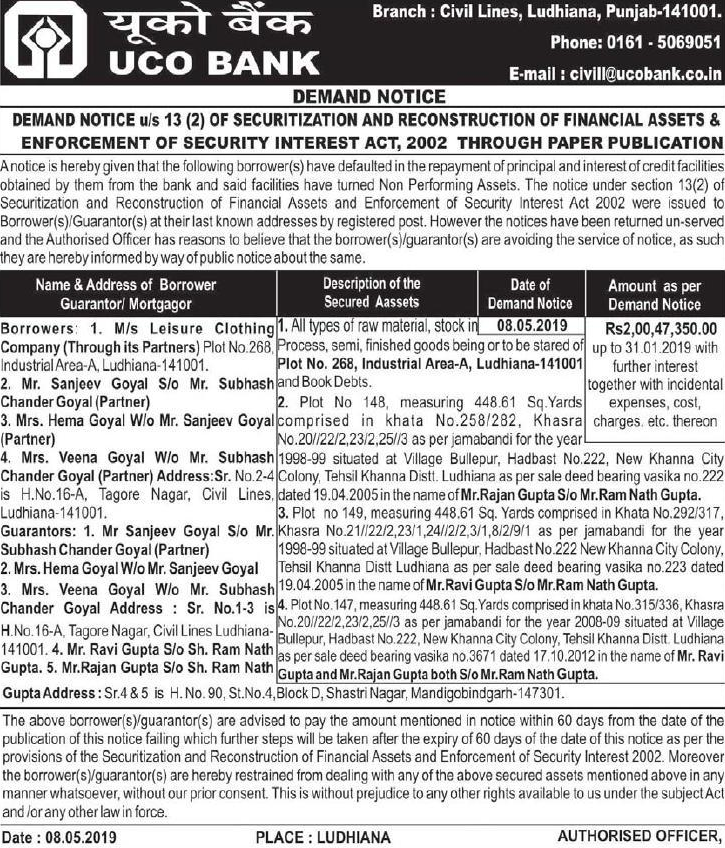 यूको बैंक
UCO BANK
Branch : Civil Lines, Ludhiana, Punjab-141001.
Phone: 0161 - 5069051
E-mail : civill@ucobank.co.in
DEMAND NOTICE
DEMAND NOTICE u/s 13 (2) OF SECURITIZATION AND RECONSTRUCTION OF FINANCIAL ASSETS &
ENFORCEMENT OF SECURITY INTEREST ACT, 2002 THROUGH PAPER PUBLICATION
A notice is hereby given that the following borrower(s) have defaulted in the repayment of principal and interest of credit facilities
obtained by them from the bank and said facilities have turned Non Performing Assets. The notice under section 13(2) of
Securitization and Reconstruction of Financial Assets and Enforcement of Security Interest Act 2002 were issued to
Borrower(s)/Guarantor(s) at their last known addresses by registered post. However the notices have been returned un-served
and the Authorised Officer has reasons to believe that the borrower(s)/guarantor(s) are avoiding the service of notice, as such
they are hereby informed by way of public notice about the same.
Name & Address of Borrower
Guarantor/ Mortgagor
Borrowers: 1. M/s Leisure Clothing
Company (Through its Partners) Plot No.268,
Industrial Area-A, Ludhiana-141001.
2. Mr. Sanjeev Goyal S/o Mr. Subhash
Chander Goyal (Partner)
3. Mrs. Hema Goyal W/o Mr. Sanjeev Goyal
(Partner)
4. Mrs. Veena Goyal W/o Mr. Subhash
Chander Goyal (Partner) Address:Sr. No.2-4
is H.No.16-A, Tagore Nagar, Civil Lines,
Ludhiana-141001.
Guarantors: 1. Mr Sanjeev Goyal S/o Mr.
Subhash Chander Goyal (Partner)
2. Mrs. Hema Goyal W/o Mr. Sanjeev Goyal
3. Mrs. Veena Goyal W/o Mr. Subhash
Chander Goyal Address : Sr. No.1-3 is
H.No.16-A, Tagore Nagar, Civil Lines Ludhiana-
141001. 4. Mr. Ravi Gupta S/o Sh. Ram Nath
Gupta. 5. Mr.Rajan Gupta S/o Sh. Ram Nath
Gupta Address : Sr.4 & 5 is H. No. 90, St.No.4,Block D, Shastri Nagar, Mandigobindgarh-147301.
Description of the
Secured Aassets
1. All types of raw material, stock in
Process, semi, finished goods being or to be stared of
Plot No. 268, Industrial Area-A, Ludhiana-141001
and Book Debts.
2. Plot No 148, measuring 448.61 Sq.Yards
comprised in khata No.258/282, Khasra
No.20//22/2,23/2,25//3 as per jamabandi for the year
1998-99 situated at Village Bullepur, Hadbast No.222, New Khanna City
Colony, Tehsil Khanna Distt. Ludhiana as per sale deed bearing vasika no.222
dated 19.04.2005 in the name of Mr.Rajan Gupta S/o Mr.Ram Nath Gupta.
3. Plot no 149, measuring 448.61 Sq. Yards comprised in Khata No.292/317,
Khasra No.21//22/2,23/1,24//2/2,3/1,8/2/9/1 as per jamabandi for the year
1998-99 situated at Village Bullepur, Hadbast No.222 New Khanna City Colony,
Tehsil Khanna Distt Ludhiana as per sale deed bearing vasika no.223 dated
19.04.2005 in the name of Mr.Ravi Gupta S/o Mr.Ram Nath Gupta.
4. Plot No.147, measuring 448.61 Sq.Yards comprised in khata No.315/336, Khasra
No.20//22/2,23/2,25//3 as per jamabandi for the year 2008-09 situated at Village
Bullepur, Hadbast No.222, New Khanna City Colony, Tehsil Khanna Distt. Ludhiana
as per sale deed bearing vasika no.3671 dated 17.10.2012 in the name of Mr. Ravi
Gupta and Mr.Rajan Gupta both S/o Mr.Ram Nath Gupta.
Date of
Demand Notice
08.05.2019
Amount as per
Demand Notice
Rs2,00,47,350.00
up to 31.01.2019 with
further interest
together with incidental
expenses, cost,
charges. etc. thereon
The above borrower(s)/guarantor(s) are advised to pay the amount mentioned in notice within 60 days from the date of the
publication of this notice failing which further steps will be taken after the expiry of 60 days of the date of this notice as per the
provisions of the Securitization and Reconstruction of Financial Assets and Enforcement of Security Interest 2002. Moreover
the borrower(s)/guarantor(s) are hereby restrained from dealing with any of the above secured assets mentioned above in any
manner whatsoever, without our prior consent. This is without prejudice to any other rights available to us under the subject Act
and /or any other law in force.
Date : 08.05.2019 PLACE : LUDHIANA AUTHORISED OFFICER,